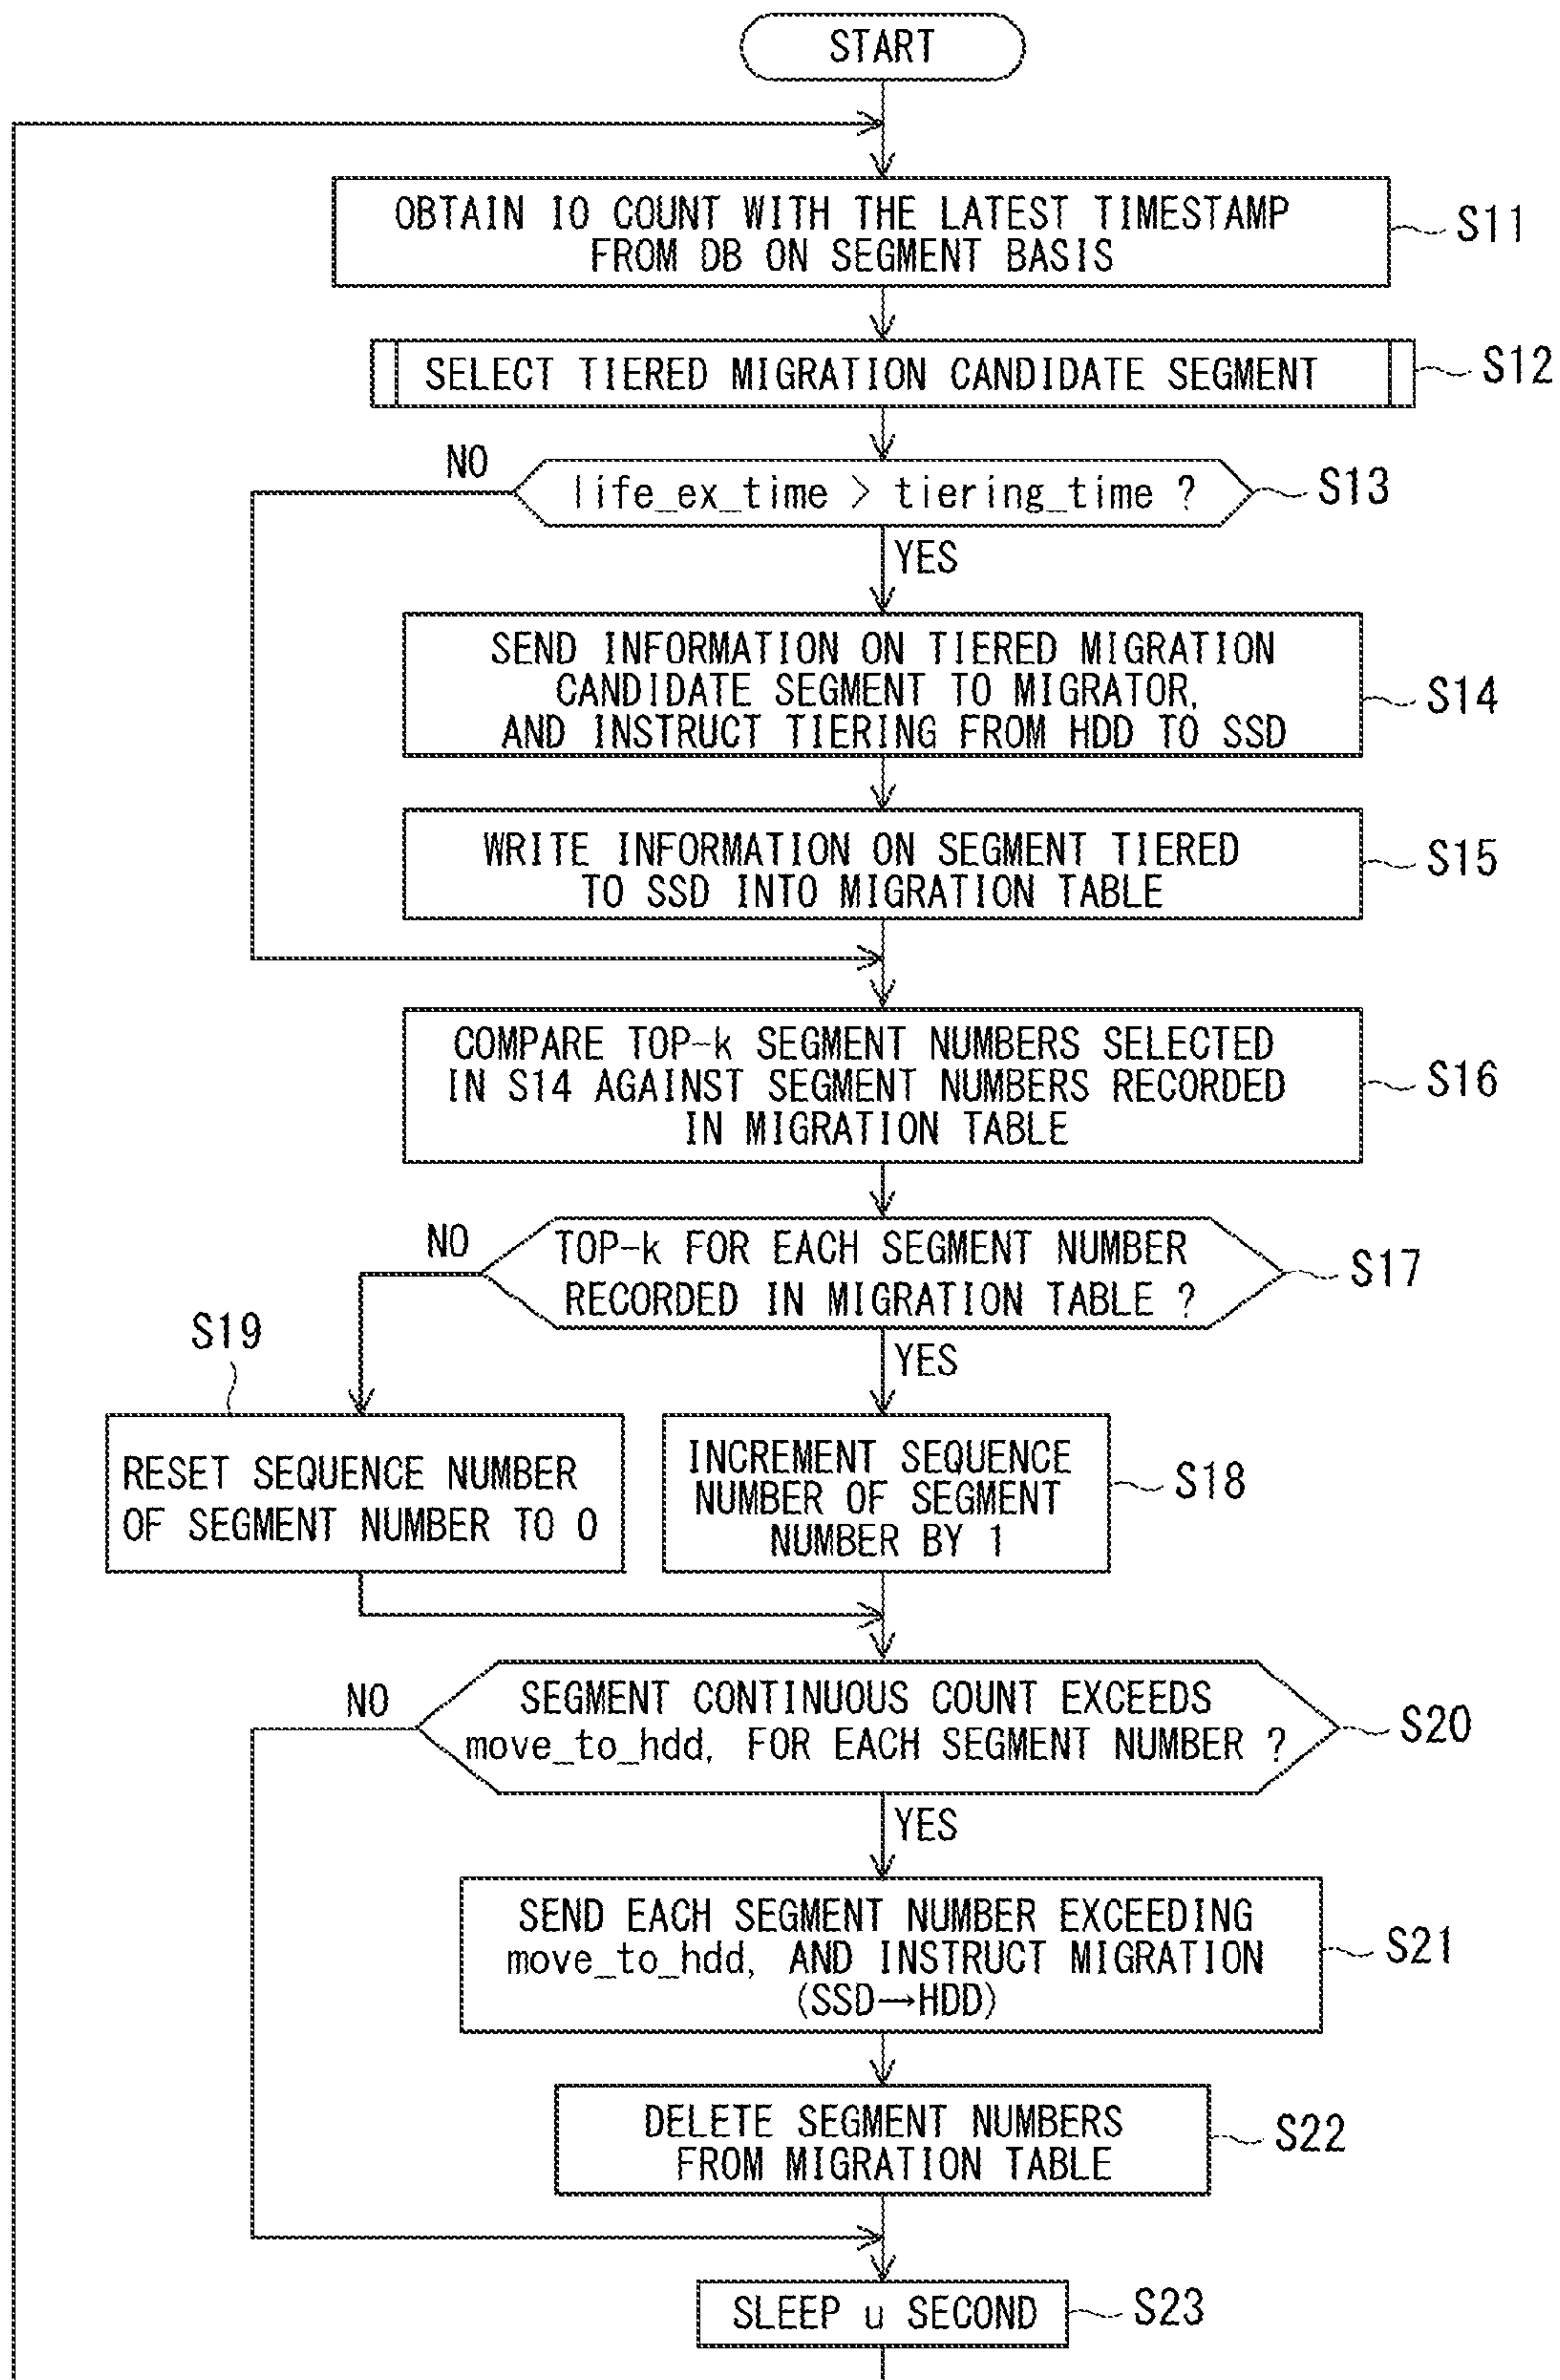 START
OBTAIN IO COUNT WITH THE LATEST TIMESTAMP
FROM DB ON SEGMENT BASIS
S11
SELECT TIERED MIGRATION CANDIDATE SEGMENT
S12
NO
life_ex_time > tiering_time ?
S13
YES
SEND INFORMATION ON TIERED MIGRATION
CANDIDATE SEGMENT TO MIGRATOR,
AND INSTRUCT TIERING FROM HDD TO SSD
S14
WRITE INFORMATION ON SEGMENT TIERED
TO SSD INTO MIGRATION TABLE
S15
COMPARE TOP-k SEGMENT NUMBERS SELECTED
IN S14 AGAINST SEGMENT NUMBERS RECORDED
IN MIGRATION TABLE
S16
NO
TOP-k FOR EACH SEGMENT NUMBER
RECORDED IN MIGRATION TABLE ?
S17
S19
YES
RESET SEQUENCE NUMBER
OF SEGMENT NUMBER TO 0
INCREMENT SEQUENCE
NUMBER OF SEGMENT
NUMBER BY 1
S18
NO
SEGMENT CONTINUOUS COUNT EXCEEDS
move_to_hdd, FOR EACH SEGMENT NUMBER ?
S20
YES
SEND EACH SEGMENT NUMBER EXCEEDING
move_to_hdd, AND INSTRUCT MIGRATION
(SSD→HDD)
S21
DELETE SEGMENT NUMBERS
FROM MIGRATION TABLE
S22
SLEEP u SECOND
S23